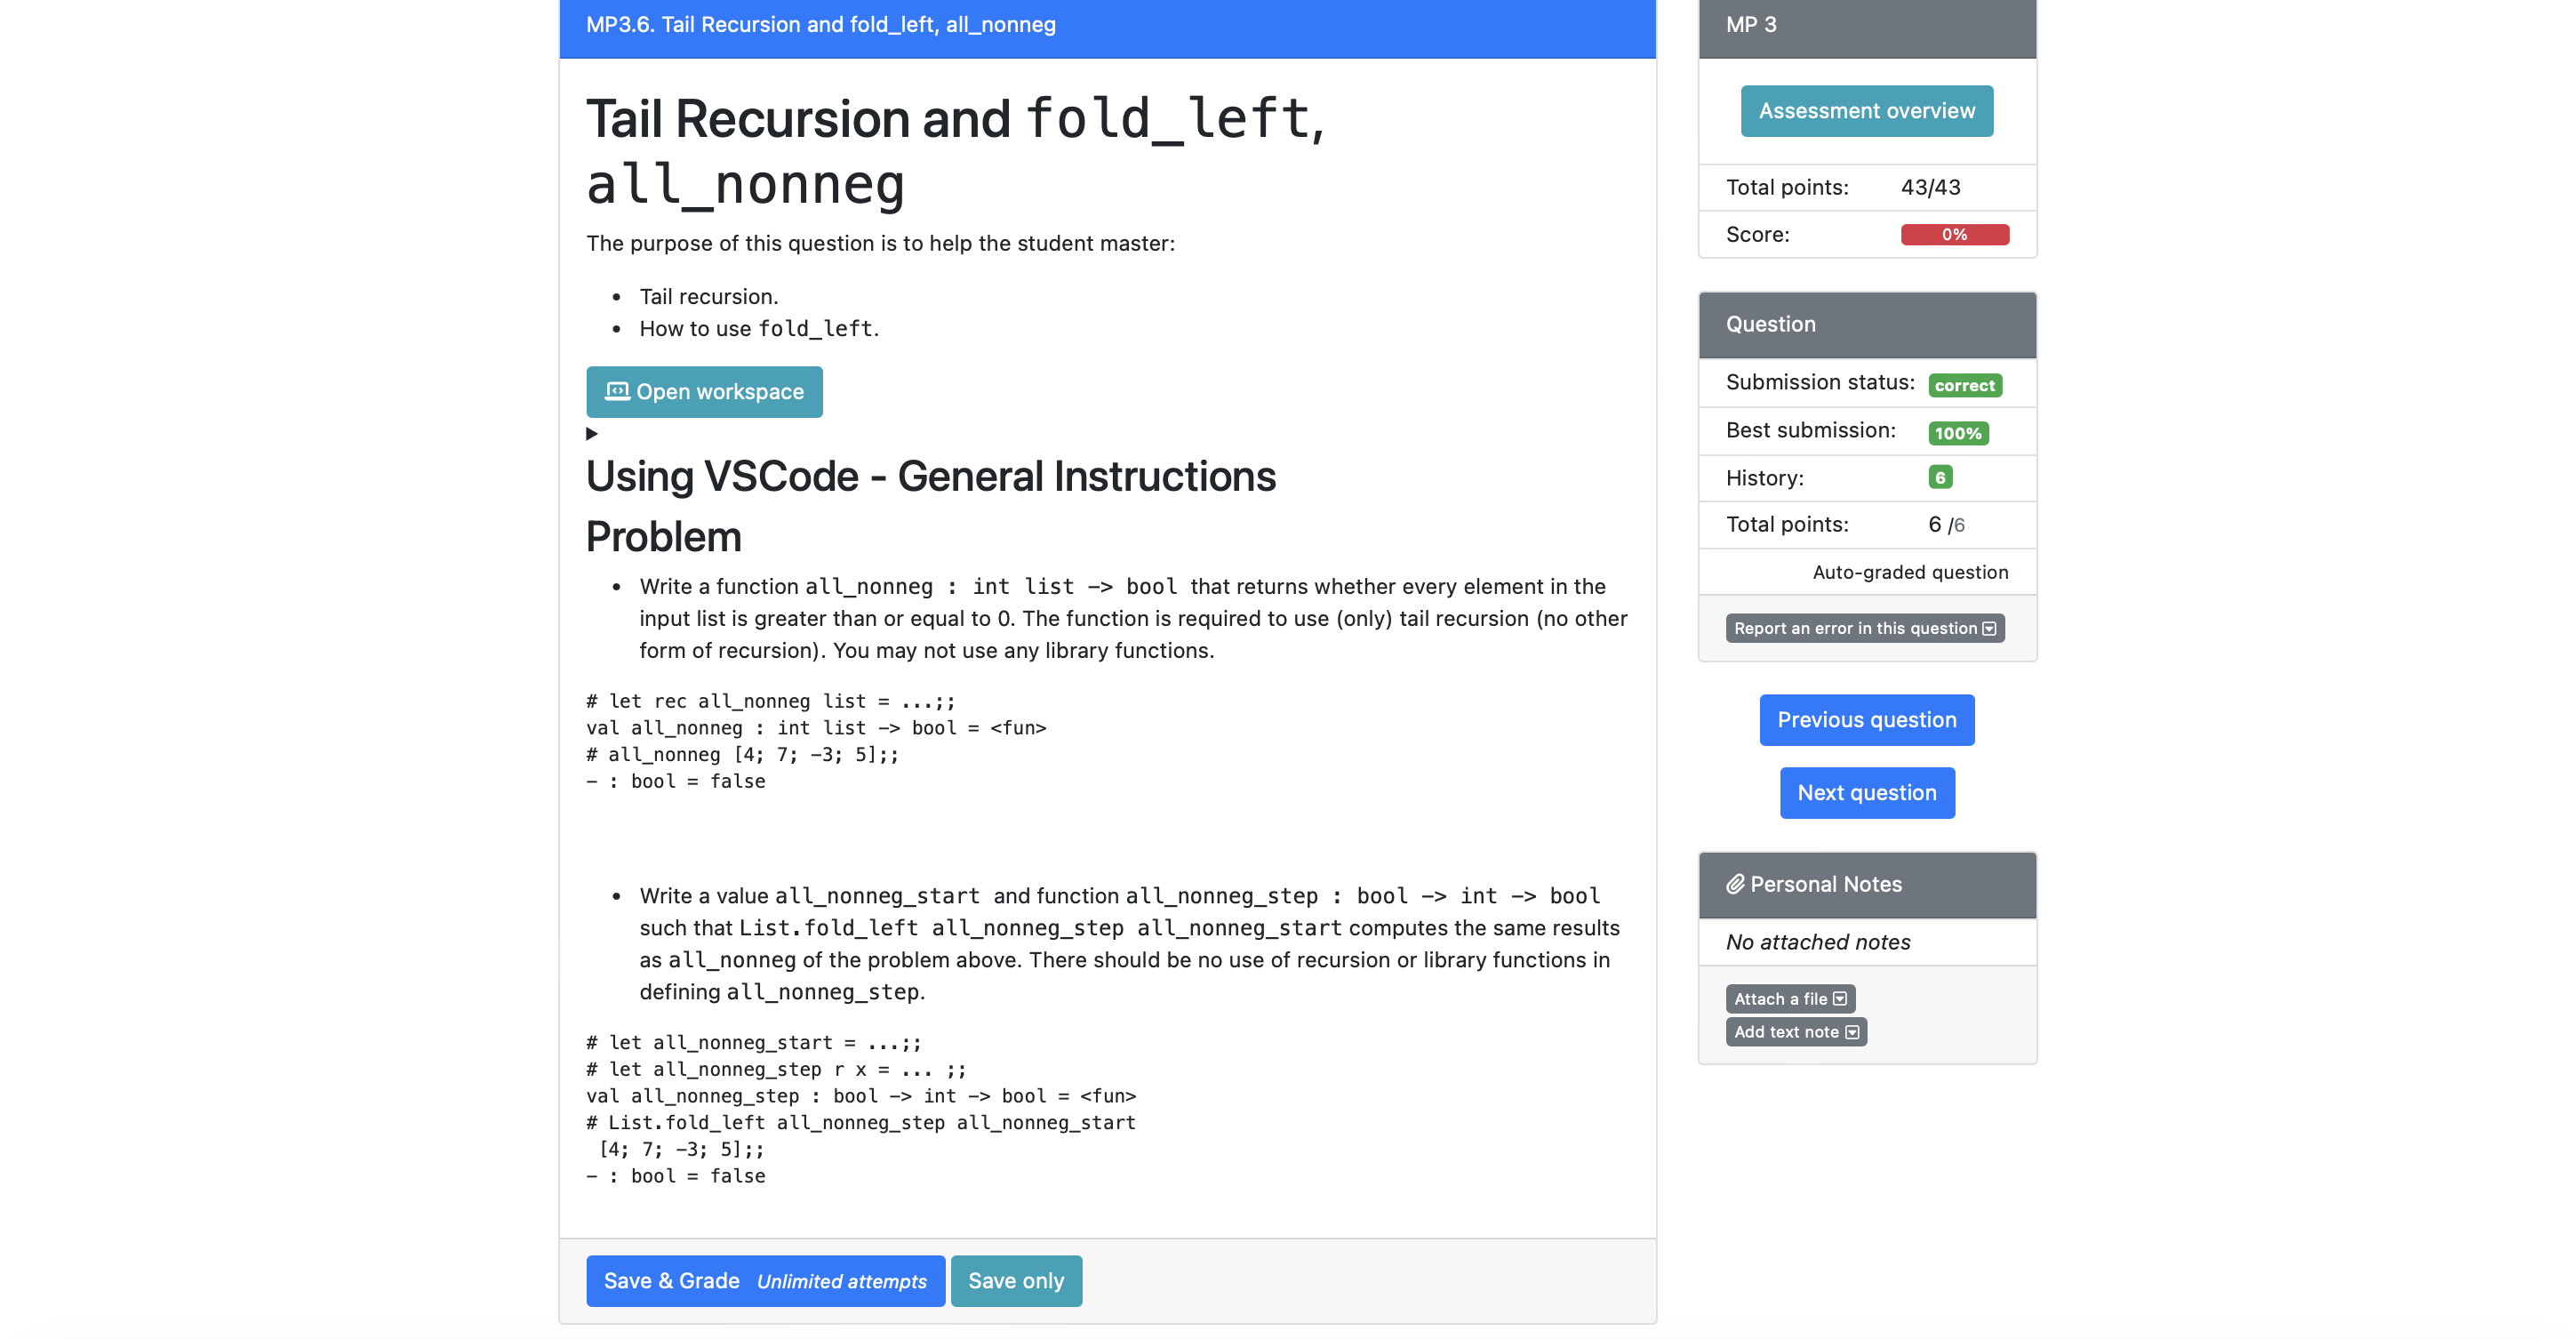 MP3.6. Tail Recursion and fold_left, all_nonneg
Tail Recursion and fold_left,
all_nonneg
The purpose of this question is to help the student master:
• Tail recursion.
• How to use fold_left.
Open workspace
Using VSCode - General Instructions
Problem
• Write a function all_nonneg : int list -> bool that returns whether every element in the
input list is greater than or equal to 0. The function is required to use (only) tail recursion (no other
form of recursion). You may not use any library functions.
# let rec all_nonneg list = ...;;
val all_nonneg : int list -> bool = <fun>
# all_nonneg [4; 7; -3; 5];;
- : bool = false
• Write a value all_nonneg_start and function all_nonneg_step : bool -> int -> bool
such that List.fold_left all_nonneg_step all_nonneg_start computes the same results
as all_nonneg of the problem above. There should be no use of recursion or library functions in
defining all_nonneg_step.
# let all_nonneg_start = ...;;
# let all_nonneg_step r x = ... ;;
val all_nonneg_step : bool -> int -> bool = <fun>
# List.fold_left all_nonneg_step all_nonneg_start
[4; 7; -3; 5];;
- : bool = false
Save & Grade Unlimited attempts Save only
MP 3
Assessment overview
Total points: 43/43
Score: 0%
Question
Submission status: correct
Best submission: 100%
History: 6
Total points: 6 /6
Auto-graded question
Report an error in this question
Previous question
Next question
Personal Notes
No attached notes
Attach a file
Add text note